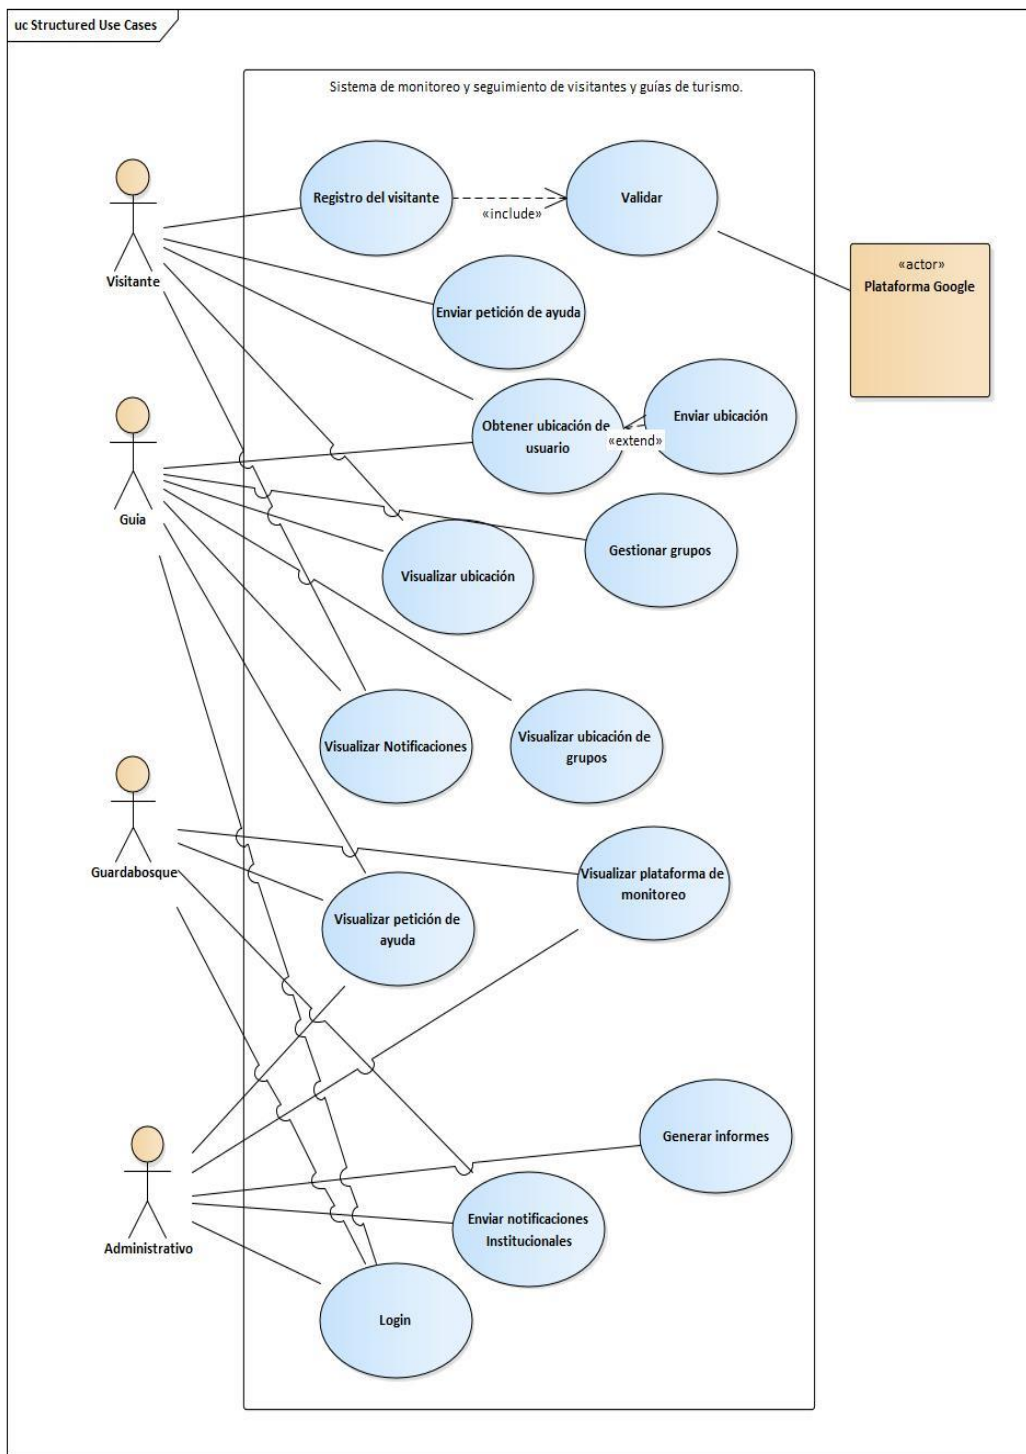 uc Structured Use Cases
Sistema de monitoreo y seguimiento de visitantes y guías de turismo.
Registro del visitante
Validar
«include»
«actor»
Plataforma Google
Visitante
Enviar petición de ayuda
Obtener ubicación de
usuario
«extend»
Enviar ubicación
Guia
Gestionar grupos
Visualizar ubicación
Visualizar Notificaciones
Visualizar ubicación de
grupos
Guardabosque
Visualizar plataforma de
monitoreo
Visualizar petición de
ayuda
Generar informes
Administrativo
Enviar notificaciones
Institucionales
Login